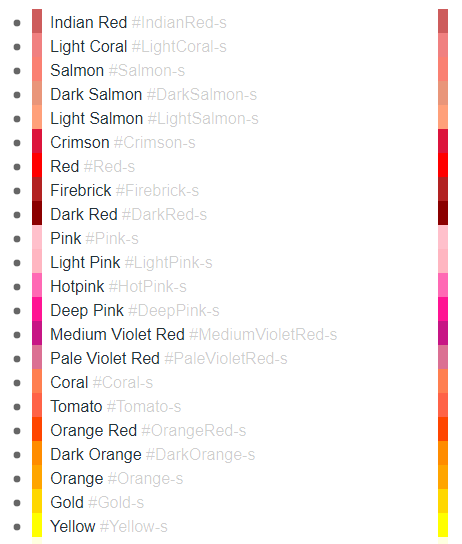 Indian Red #IndianRed-s
Light Coral #LightCoral-s
Salmon #Salmon-s
Dark Salmon #DarkSalmon-s
Light Salmon #LightSalmon-s
Crimson #Crimson-s
Red #Red-s
Firebrick #Firebrick-s
Dark Red #DarkRed-s
Pink #Pink-s
Light Pink #LightPink-s
Hotpink #HotPink-s
Deep Pink #DeepPink-s
Medium Violet Red #MediumVioletRed-s
Pale Violet Red #PaleVioletRed-s
Coral #Coral-s
Tomato #Tomato-s
Orange Red #OrangeRed-s
Dark Orange #DarkOrange-s
Orange #Orange-s
Gold #Gold-s
Yellow #Yellow-s